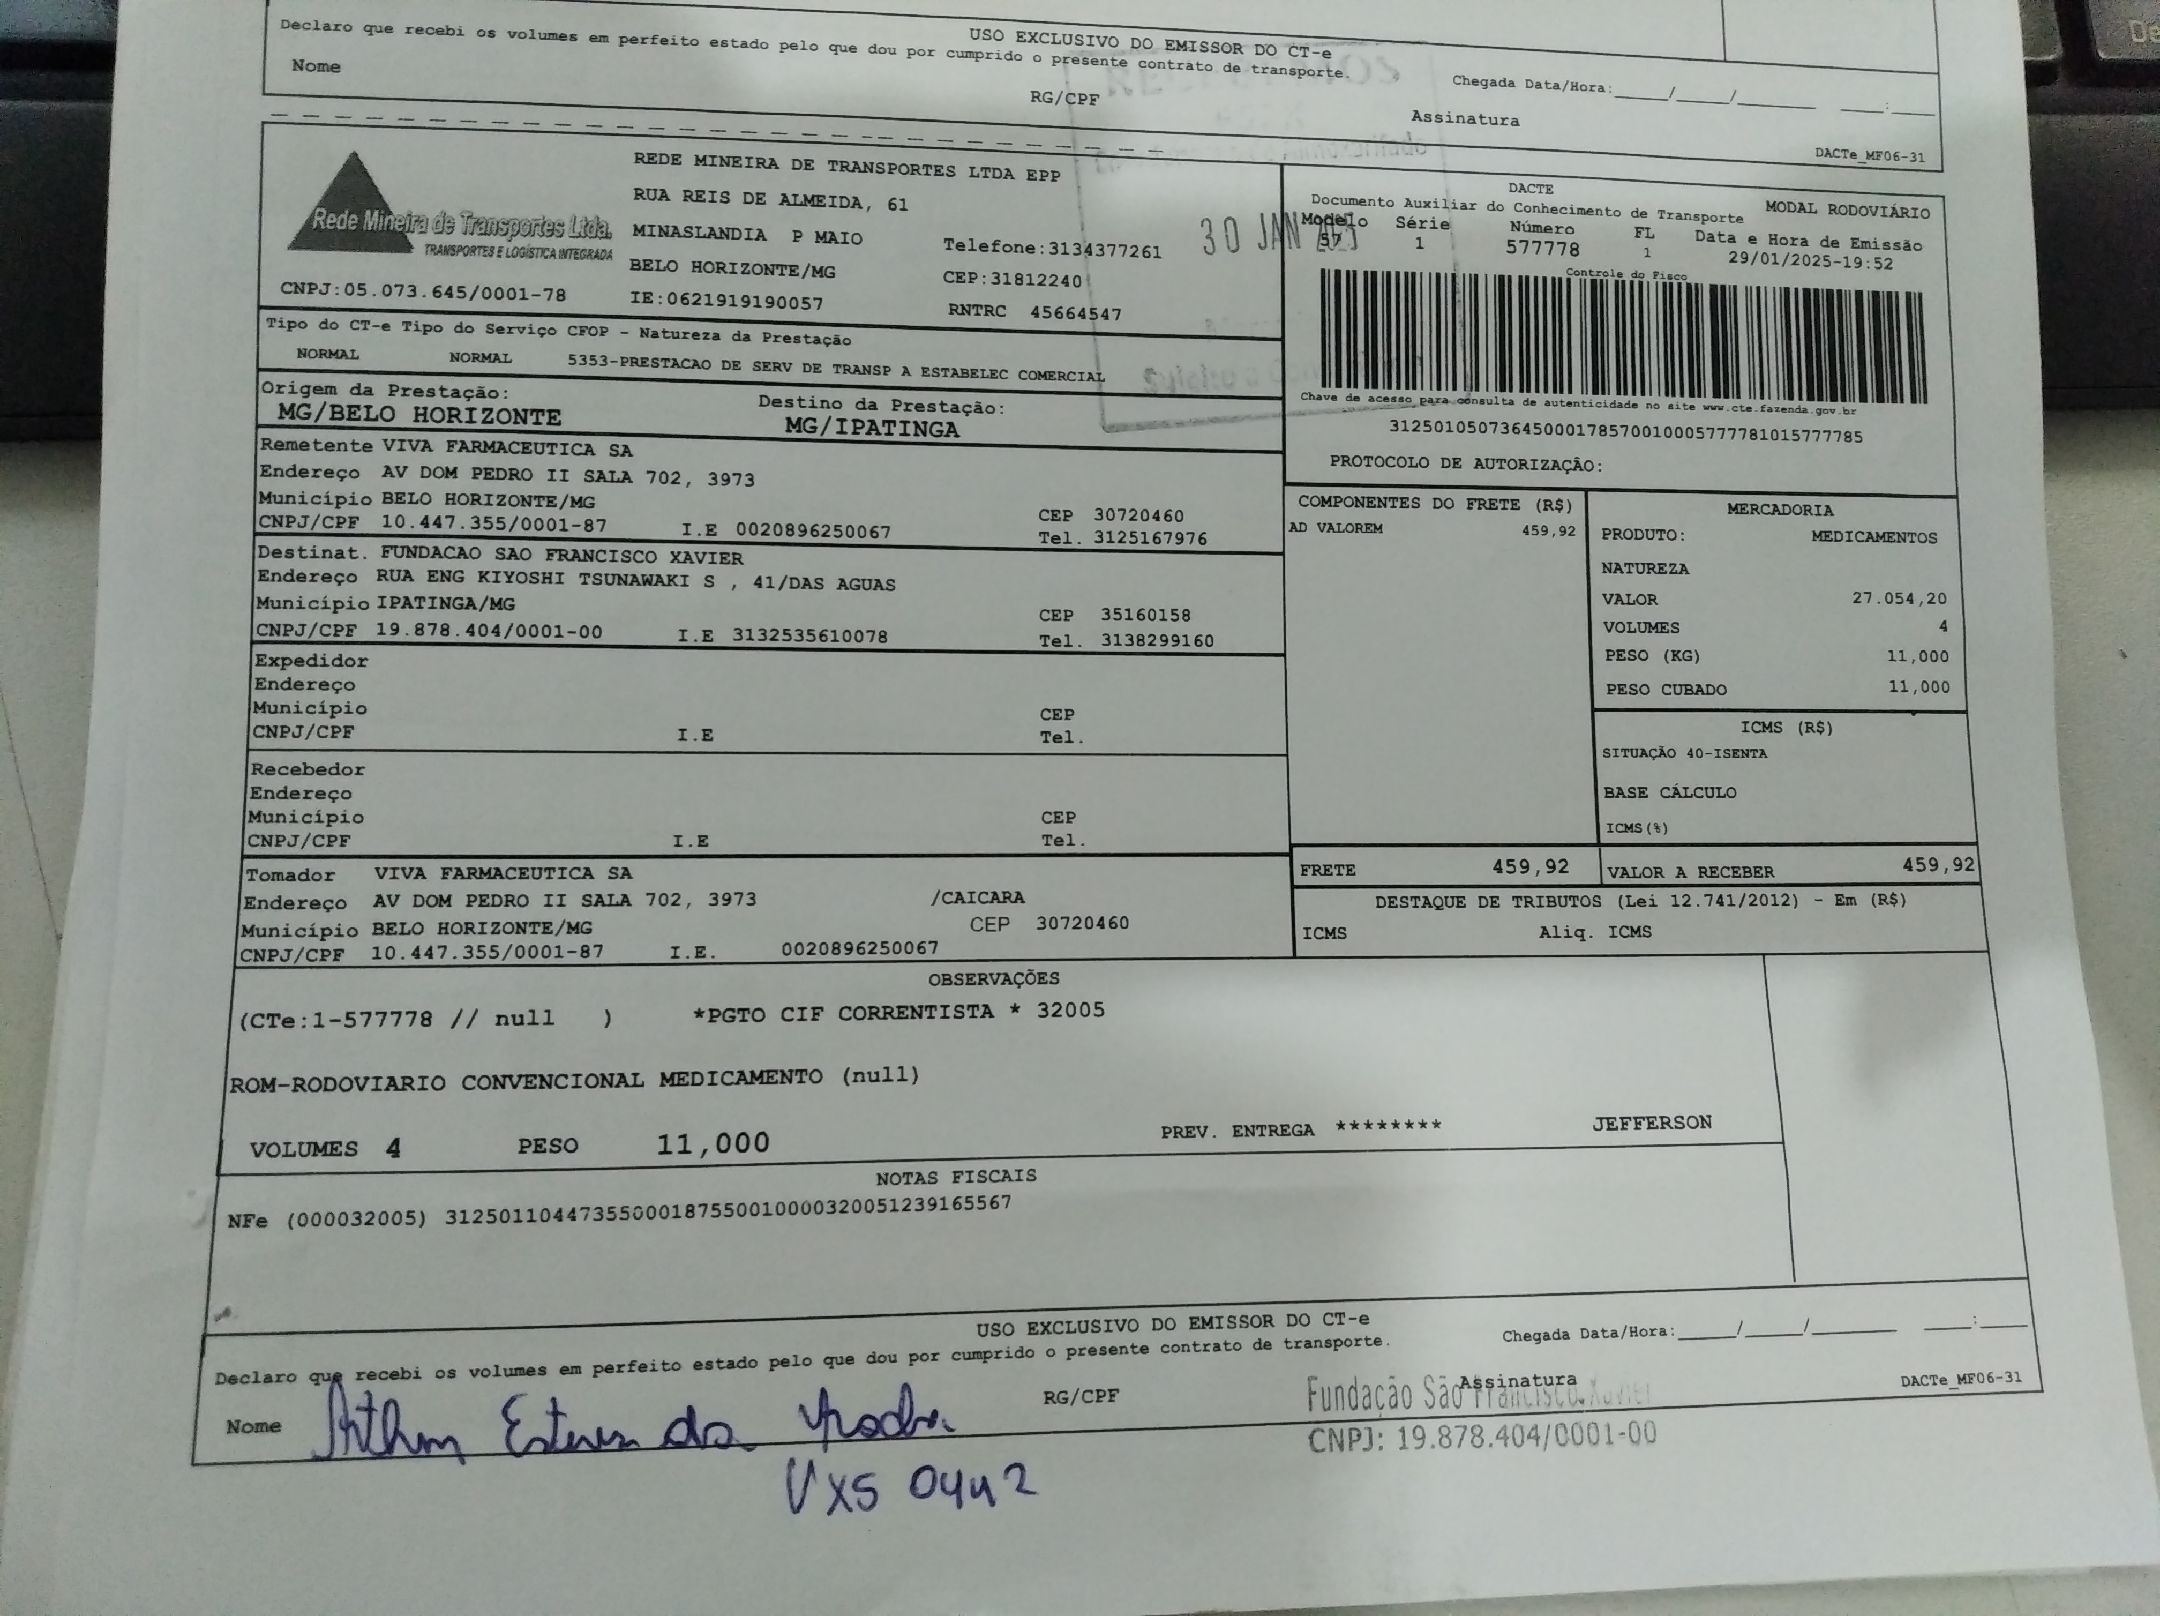 USO EXCLUSIVO DO EMISSOR DO CT-e
Declaro que recebi os volumes em perfeito estado pelo que dou por cumprido o presente contrato de transporte.
Nome RG/CPF Assinatura Chegada Data/Hora:_____/_____/_______ ____:____
DACTe_MF06-31
Rede Mineira de Transportes Ltda.
TRANSPORTES E LOGÍSTICA INTEGRADA
CNPJ:05.073.645/0001-78
REDE MINEIRA DE TRANSPORTES LTDA EPP
RUA REIS DE ALMEIDA, 61
MINASLANDIA P MAIO Telefone:3134377261
BELO HORIZONTE/MG CEP:31812240
IE:0621919190057 RNTRC 45664547
30 JAN
DACTE
Documento Auxiliar do Conhecimento de Transporte MODAL RODOVIÁRIO
Modelo Série Número FL Data e Hora de Emissão
57 1 577778 1 29/01/2025-19:52
Controle do Fisco
Chave de acesso para consulta de autenticidade no site www.cte.fazenda.gov.br
31250105073645000178570010005777781015777785
PROTOCOLO DE AUTORIZAÇÃO:
Tipo do CT-e Tipo do Serviço CFOP - Natureza da Prestação
NORMAL NORMAL 5353-PRESTACAO DE SERV DE TRANSP A ESTABELEC COMERCIAL
Origem da Prestação: Destino da Prestação:
MG/BELO HORIZONTE MG/IPATINGA
Remetente VIVA FARMACEUTICA SA
Endereço AV DOM PEDRO II SALA 702, 3973
Município BELO HORIZONTE/MG CEP 30720460
CNPJ/CPF 10.447.355/0001-87 I.E 0020896250067 Tel. 3125167976
Destinat. FUNDACAO SAO FRANCISCO XAVIER
Endereço RUA ENG KIYOSHI TSUNAWAKI S , 41/DAS AGUAS
Município IPATINGA/MG CEP 35160158
CNPJ/CPF 19.878.404/0001-00 I.E 3132535610078 Tel. 3138299160
Expedidor
Endereço
Município CEP
CNPJ/CPF I.E Tel.
Recebedor
Endereço
Município CEP
CNPJ/CPF I.E Tel.
Tomador VIVA FARMACEUTICA SA
Endereço AV DOM PEDRO II SALA 702, 3973 /CAICARA
Município BELO HORIZONTE/MG CEP 30720460
CNPJ/CPF 10.447.355/0001-87 I.E. 0020896250067
COMPONENTES DO FRETE (R$)
AD VALOREM 459,92
MERCADORIA
PRODUTO: MEDICAMENTOS
NATUREZA
VALOR 27.054,20
VOLUMES 4
PESO (KG) 11,000
PESO CUBADO 11,000
ICMS (R$)
SITUAÇÃO 40-ISENTA
BASE CÁLCULO
ICMS(%)
FRETE 459,92 VALOR A RECEBER 459,92
DESTAQUE DE TRIBUTOS (Lei 12.741/2012) - Em (R$)
ICMS Aliq. ICMS
OBSERVAÇÕES
(CTe:1-577778 // null ) *PGTO CIF CORRENTISTA * 32005
ROM-RODOVIARIO CONVENCIONAL MEDICAMENTO (null)
VOLUMES 4 PESO 11,000 PREV. ENTREGA ******** JEFFERSON
NOTAS FISCAIS
NFe (000032005) 31250110447355000187550010000320051239165567
USO EXCLUSIVO DO EMISSOR DO CT-e
Declaro que recebi os volumes em perfeito estado pelo que dou por cumprido o presente contrato de transporte.
Chegada Data/Hora:_____/_____/_______ ____:____
Nome RG/CPF Assinatura DACTe_MF06-31
Fundação São Francisco Xavier
CNPJ: 19.878.404/0001-00
VXS 0442